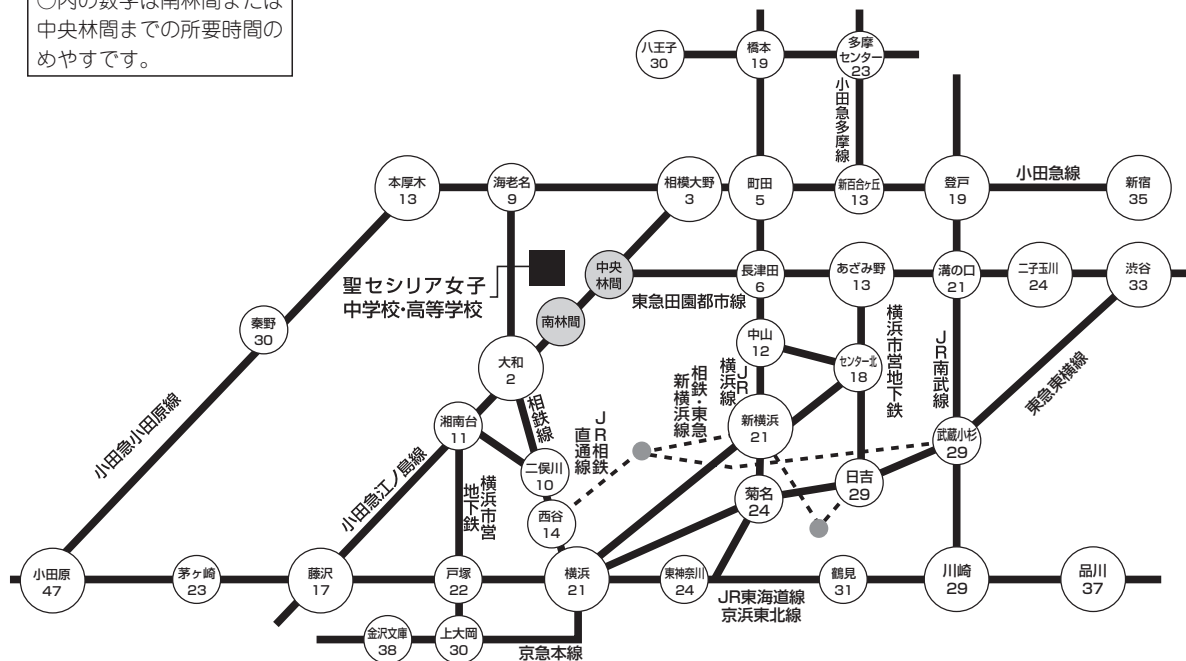 ○内の数字は南林間または
中央林間までの所要時間の
めやすです。
八王子
30
橋本
19
多摩
センター
23
小田急多摩線
本厚木
13
海老名
9
相模大野
3
町田
5
新百合ヶ丘
13
登戸
19
小田急線
新宿
35
聖セシリア女子
中学校・高等学校
中央
林間
東急田園都市線
長津田
6
あざみ野
13
溝の口
21
二子玉川
24
渋谷
33
南林間
秦野
30
大和
2
中山
12
センター北
18
横浜市営地下鉄
JR
横浜線
相鉄・東急
新横浜線
JR相鉄
直通線
相鉄線
JR南武線
東急東横線
小田急小田原線
湘南台
11
新横浜
21
武蔵小杉
29
二俣川
10
日吉
29
菊名
24
西谷
14
小田急江ノ島線
横浜市営
地下鉄
小田原
47
茅ヶ崎
23
藤沢
17
戸塚
22
横浜
21
東神奈川
24
鶴見
31
川崎
29
品川
37
JR東海道線
京浜東北線
金沢文庫
38
上大岡
30
京急本線